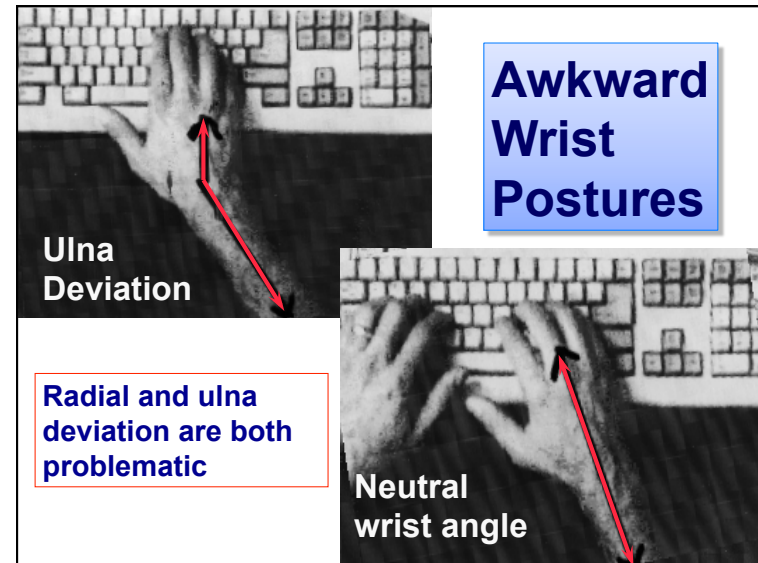 Awkward
Wrist
Postures
Ulna
Deviation
Radial and ulna
deviation are both
problematic
Neutral
wrist angle